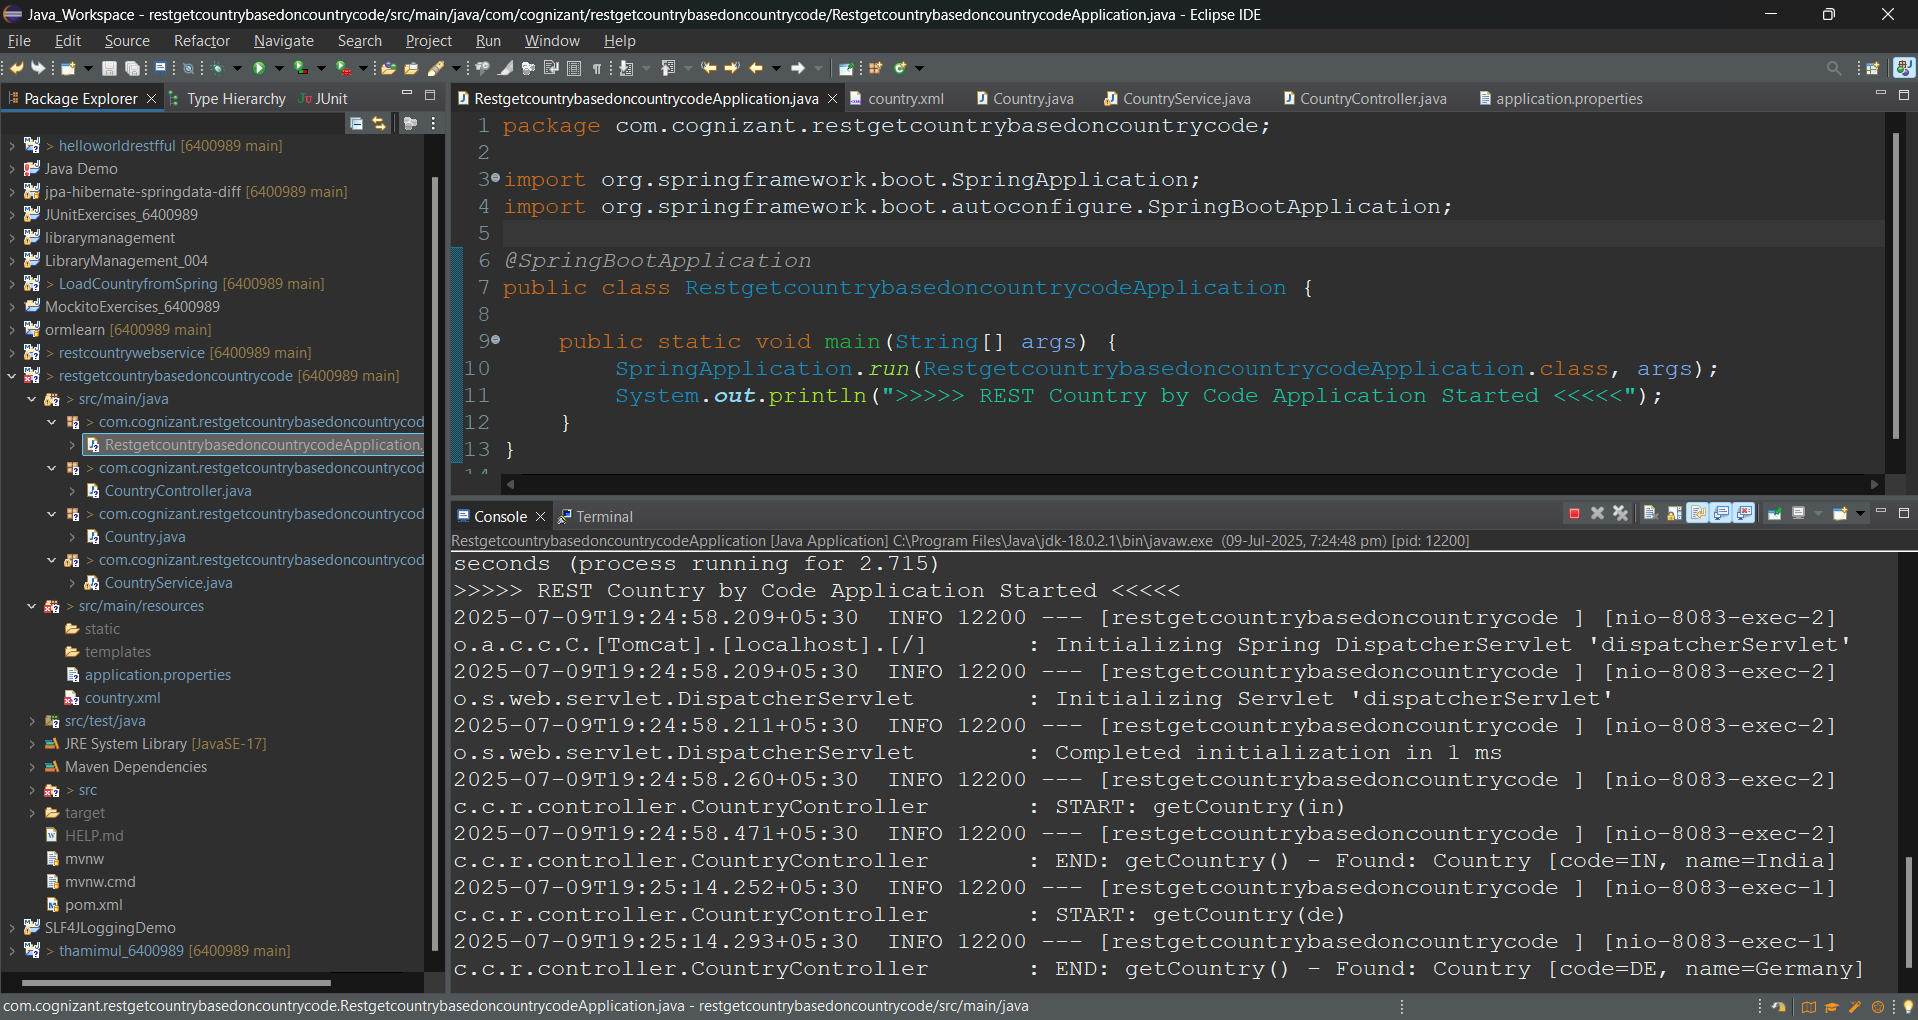 Java_Workspace - restgetcountrybasedoncountrycode/src/main/java/com/cognizant/restgetcountrybasedoncountrycode/RestgetcountrybasedoncountrycodeApplication.java - Eclipse IDE
File Edit Source Refactor Navigate Search Project Run Window Help
Package Explorer
Type Hierarchy
JUnit
> helloworldrestfful [6400989 main]
Java Demo
jpa-hibernate-springdata-diff [6400989 main]
JUnitExercises_6400989
librarymanagement
LibraryManagement_004
> LoadCountryfromSpring [6400989 main]
MockitoExercises_6400989
ormlearn [6400989 main]
> restcountrywebservice [6400989 main]
> restgetcountrybasedoncountrycode [6400989 main]
> src/main/java
> com.cognizant.restgetcountrybasedoncountrycod
RestgetcountrybasedoncountrycodeApplication.
> com.cognizant.restgetcountrybasedoncountrycod
CountryController.java
> com.cognizant.restgetcountrybasedoncountrycod
Country.java
> com.cognizant.restgetcountrybasedoncountrycod
CountryService.java
> src/main/resources
static
templates
application.properties
country.xml
src/test/java
JRE System Library [JavaSE-17]
Maven Dependencies
> src
target
HELP.md
mvnw
mvnw.cmd
pom.xml
SLF4JLoggingDemo
> thamimul_6400989 [6400989 main]
RestgetcountrybasedoncountrycodeApplication.java country.xml Country.java CountryService.java CountryController.java application.properties
1 package com.cognizant.restgetcountrybasedoncountrycode;
2
3 import org.springframework.boot.SpringApplication;
4 import org.springframework.boot.autoconfigure.SpringBootApplication;
5
6 @SpringBootApplication
7 public class RestgetcountrybasedoncountrycodeApplication {
8
9 public static void main(String[] args) {
10 SpringApplication.run(RestgetcountrybasedoncountrycodeApplication.class, args);
11 System.out.println(">>>>> REST Country by Code Application Started <<<<<");
12 }
13 }
14
Console Terminal
RestgetcountrybasedoncountrycodeApplication [Java Application] C:\Program Files\Java\jdk-18.0.2.1\bin\javaw.exe (09-Jul-2025, 7:24:48 pm) [pid: 12200]
seconds (process running for 2.715)
>>>>> REST Country by Code Application Started <<<<<
2025-07-09T19:24:58.209+05:30 INFO 12200 --- [restgetcountrybasedoncountrycode ] [nio-8083-exec-2]
o.a.c.c.C.[Tomcat].[localhost].[/] : Initializing Spring DispatcherServlet 'dispatcherServlet'
2025-07-09T19:24:58.209+05:30 INFO 12200 --- [restgetcountrybasedoncountrycode ] [nio-8083-exec-2]
o.s.web.servlet.DispatcherServlet : Initializing Servlet 'dispatcherServlet'
2025-07-09T19:24:58.211+05:30 INFO 12200 --- [restgetcountrybasedoncountrycode ] [nio-8083-exec-2]
o.s.web.servlet.DispatcherServlet : Completed initialization in 1 ms
2025-07-09T19:24:58.260+05:30 INFO 12200 --- [restgetcountrybasedoncountrycode ] [nio-8083-exec-2]
c.c.r.controller.CountryController : START: getCountry(in)
2025-07-09T19:24:58.471+05:30 INFO 12200 --- [restgetcountrybasedoncountrycode ] [nio-8083-exec-2]
c.c.r.controller.CountryController : END: getCountry() - Found: Country [code=IN, name=India]
2025-07-09T19:25:14.252+05:30 INFO 12200 --- [restgetcountrybasedoncountrycode ] [nio-8083-exec-1]
c.c.r.controller.CountryController : START: getCountry(de)
2025-07-09T19:25:14.293+05:30 INFO 12200 --- [restgetcountrybasedoncountrycode ] [nio-8083-exec-1]
c.c.r.controller.CountryController : END: getCountry() - Found: Country [code=DE, name=Germany]
com.cognizant.restgetcountrybasedoncountrycode.RestgetcountrybasedoncountrycodeApplication.java - restgetcountrybasedoncountrycode/src/main/java